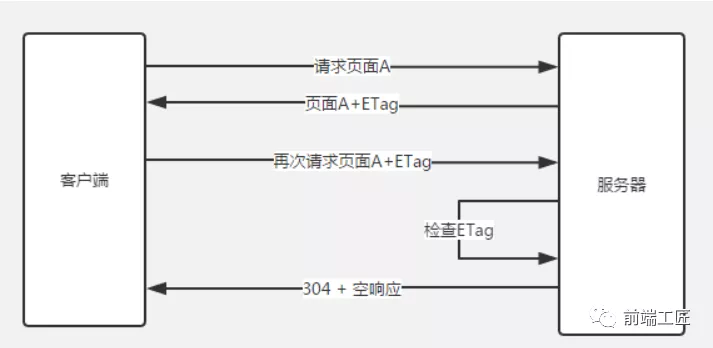 请求页面A
页面A+ETag
再次请求页面A+ETag
客户端
服务器
检查ETag
304 + 空响应
前端工匠